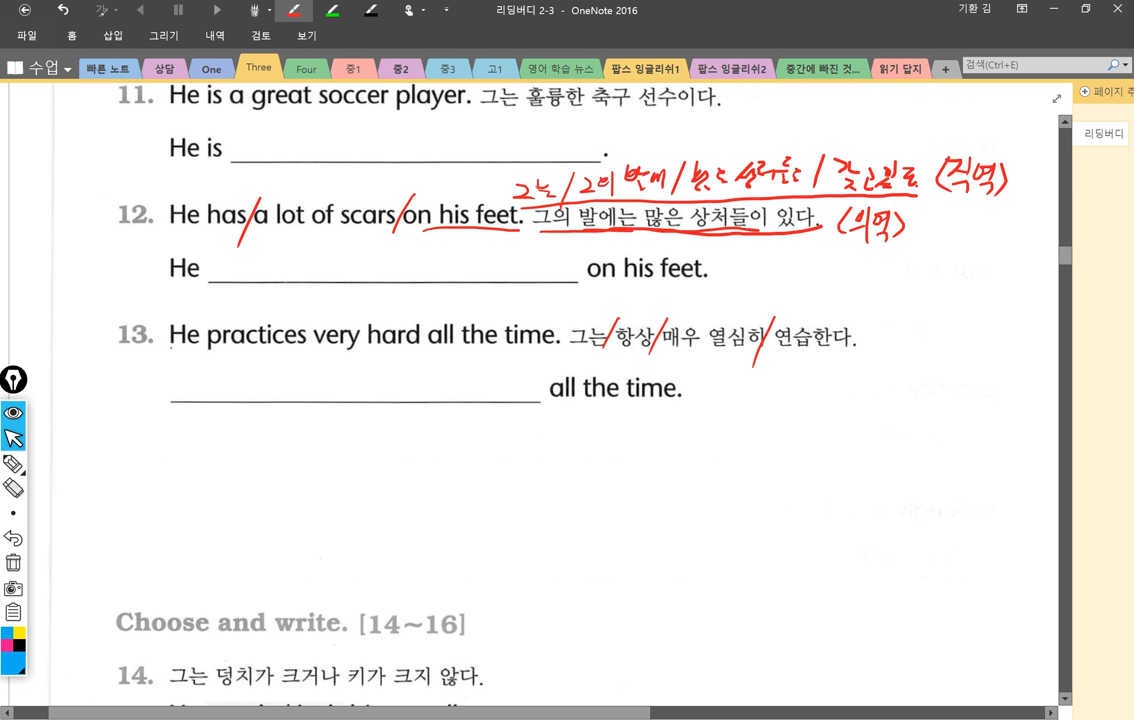 리딩버디 2-3 - OneNote 2016
기환 김
파일 홈 삽입 그리기 내역 검토 보기
수업 빠른 노트 상담 One Three Four 중1 중2 중3 고1 영어 학습 뉴스 팝스 잉글리쉬1 팝스 잉글리쉬2 중간에 빠진 것... 읽기 답지 + 검색(Ctrl+E)
페이지 추
리딩버디
11. He is a great soccer player. 그는 훌륭한 축구 선수이다.
He is ______.
그는 / 그의 발에 / 많은 상처들을 / 갖고있다. (직역)
12. He has/a lot of scars/on his feet. 그의 발에는 많은 상처들이 있다. (의역)
He ______ on his feet.
13. He practices very hard all the time. 그는/항상/매우 열심히/연습한다.
______ all the time.
Choose and write. [14~16]
14. 그는 덩치가 크거나 키가 크지 않다.